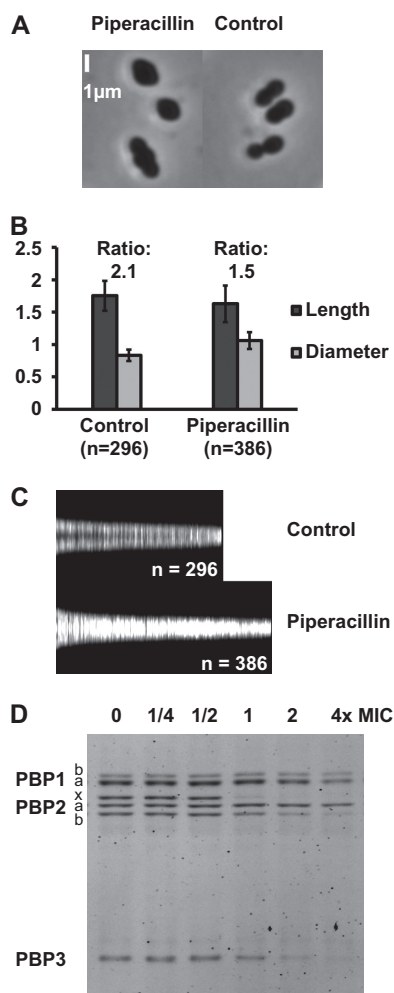 A
Piperacillin Control
1µm
B
2.5
2
1.5
1
0.5
0
Ratio:
2.1
Ratio:
1.5
Length
Diameter
Control
(n=296)
Piperacillin
(n=386)
C
n = 296
Control
n = 386
Piperacillin
D
0 1/4 1/2 1 2 4x MIC
PBP1 b
a
x
PBP2 a
b
PBP3